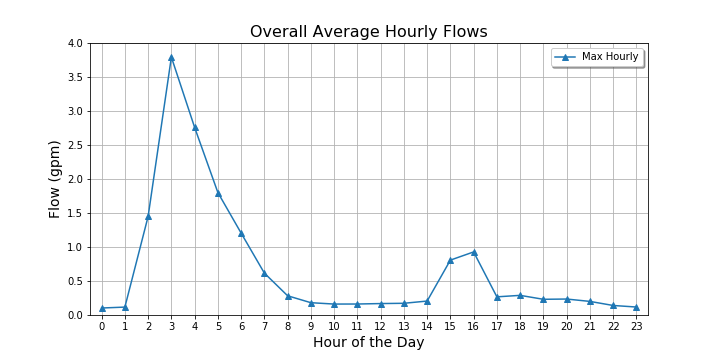 Overall Average Hourly Flows
Max Hourly
Flow (gpm)
4.0
3.5
3.0
2.5
2.0
1.5
1.0
0.5
0.0
0 1 2 3 4 5 6 7 8 9 10 11 12 13 14 15 16 17 18 19 20 21 22 23
Hour of the Day